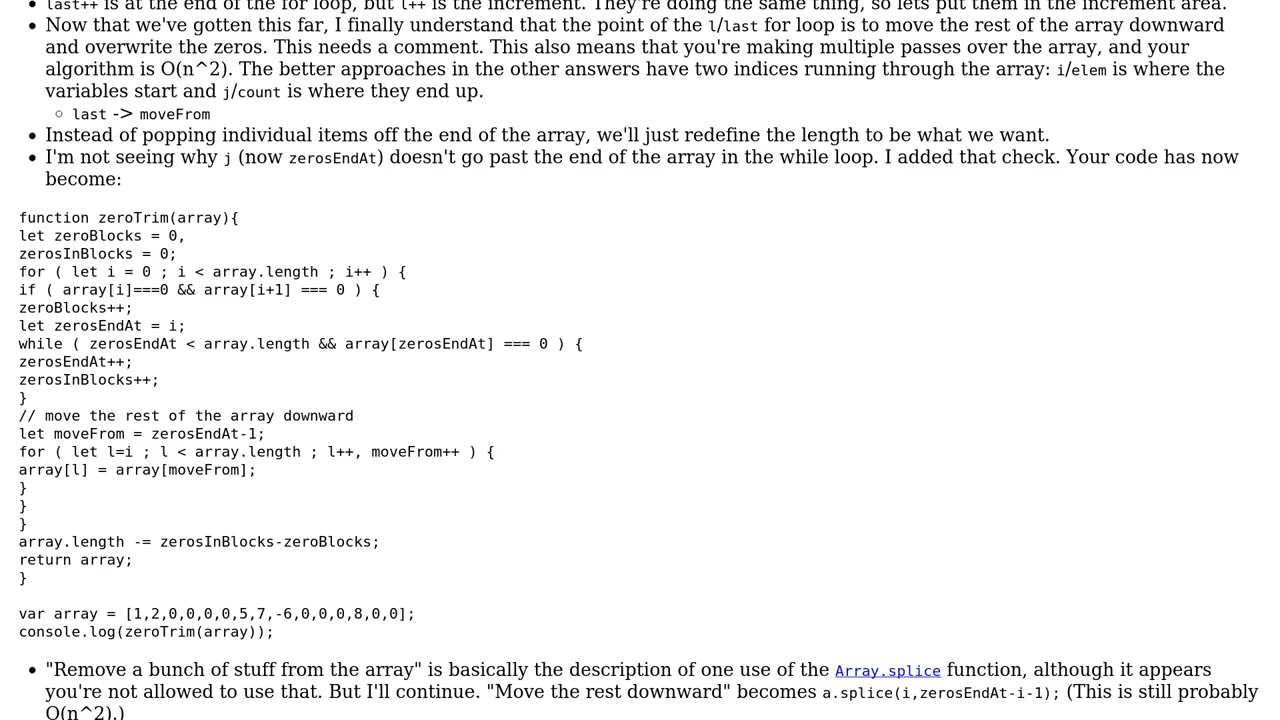 last++ is at the end of the for loop, but l++ is the increment. They're doing the same thing, so lets put them in the increment area.
Now that we've gotten this far, I finally understand that the point of the l/last for loop is to move the rest of the array downward
and overwrite the zeros. This needs a comment. This also means that you're making multiple passes over the array, and your
algorithm is O(n^2). The better approaches in the other answers have two indices running through the array: i/elem is where the
variables start and j/count is where they end up.
last -> moveFrom
Instead of popping individual items off the end of the array, we'll just redefine the length to be what we want.
I'm not seeing why j (now zerosEndAt) doesn't go past the end of the array in the while loop. I added that check. Your code has now
become:
function zeroTrim(array){
let zeroBlocks = 0,
zerosInBlocks = 0;
for ( let i = 0 ; i < array.length ; i++ ) {
if ( array[i]===0 && array[i+1] === 0 ) {
zeroBlocks++;
let zerosEndAt = i;
while ( zerosEndAt < array.length && array[zerosEndAt] === 0 ) {
zerosEndAt++;
zerosInBlocks++;
}
// move the rest of the array downward
let moveFrom = zerosEndAt-1;
for ( let l=i ; l < array.length ; l++, moveFrom++ ) {
array[l] = array[moveFrom];
}
}
}
array.length -= zerosInBlocks-zeroBlocks;
return array;
}
var array = [1,2,0,0,0,0,5,7,-6,0,0,0,8,0,0];
console.log(zeroTrim(array));
"Remove a bunch of stuff from the array" is basically the description of one use of the Array.splice function, although it appears
you're not allowed to use that. But I'll continue. "Move the rest downward" becomes a.splice(i,zerosEndAt-i-1); (This is still probably
O(n^2).)